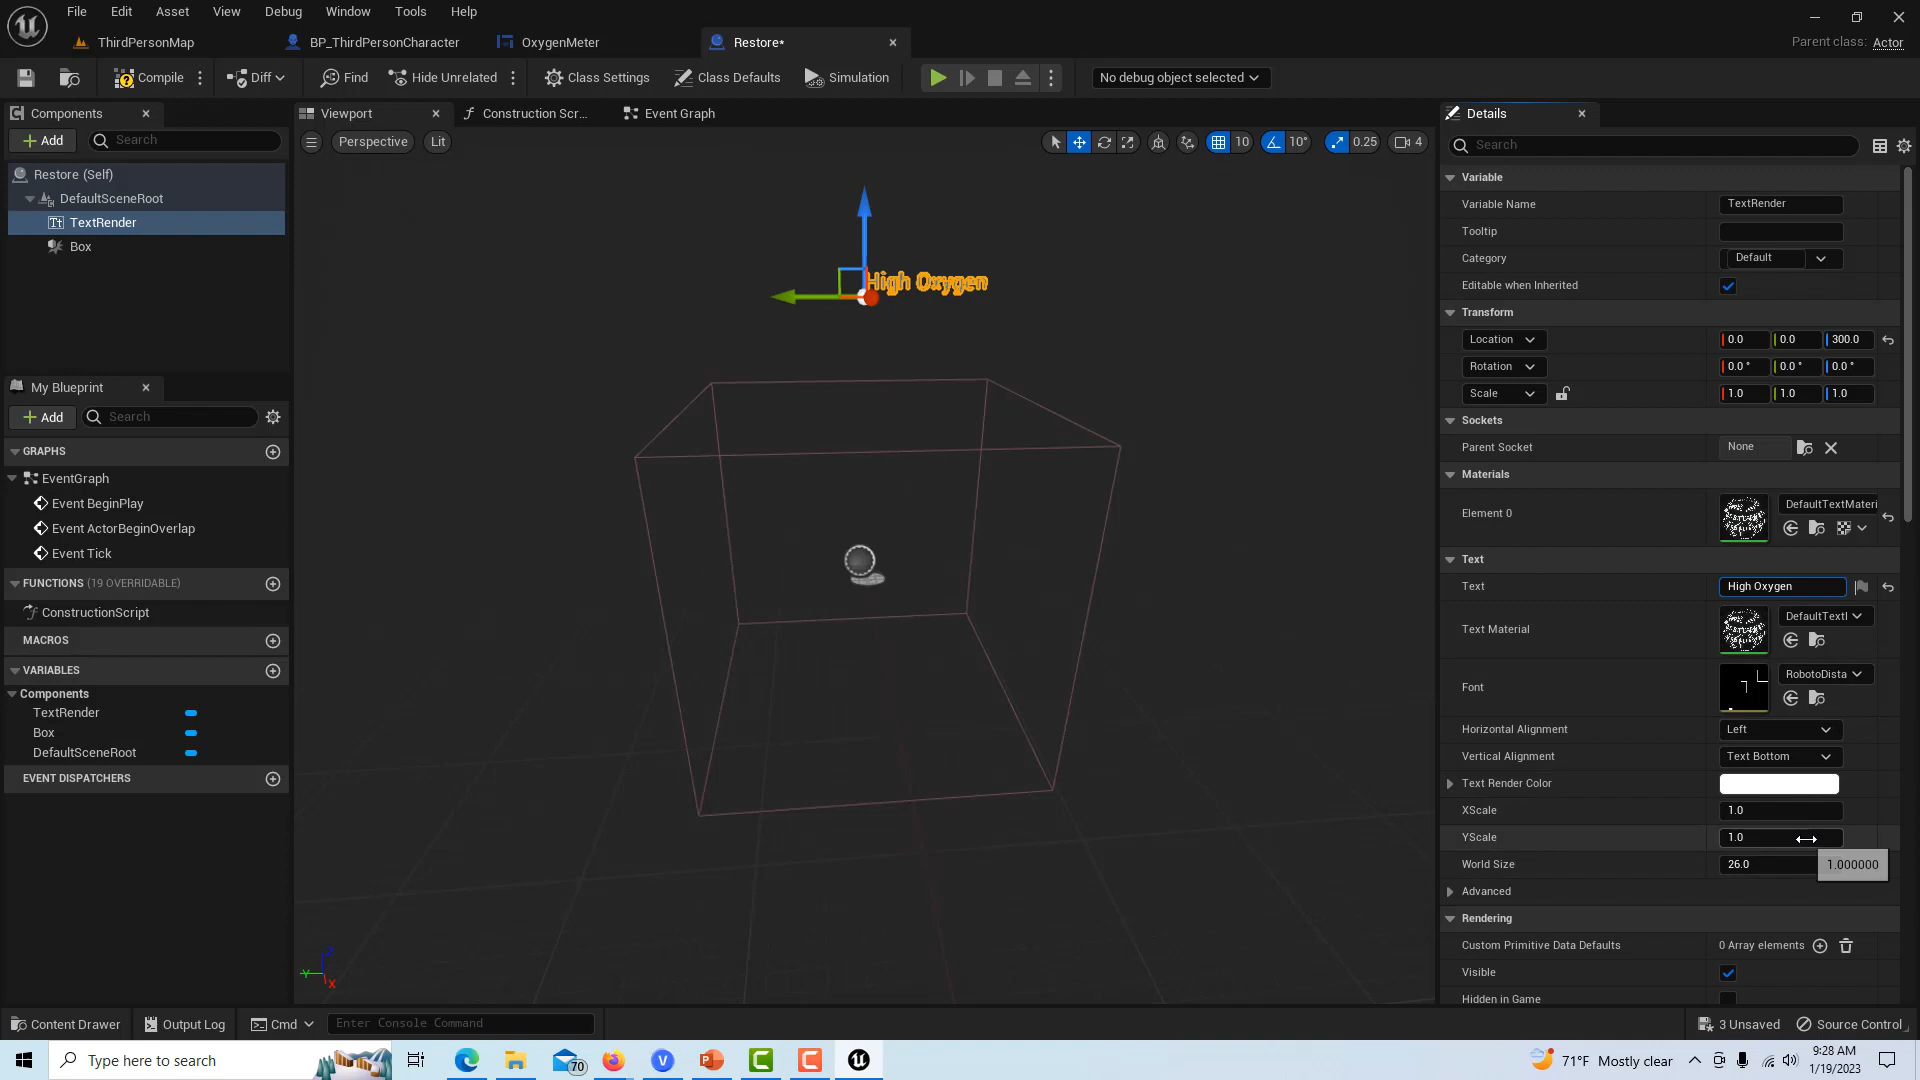 File Edit Asset View Debug Window Tools Help
ThirdPersonMap BP_ThirdPersonCharacter OxygenMeter Restore*
Parent class: Actor
Compile Diff Find Hide Unrelated Class Settings Class Defaults Simulation No debug object selected
Components
Add Search
Restore (Self)
DefaultSceneRoot
TextRender
Box
My Blueprint
Add Search
GRAPHS
EventGraph
Event BeginPlay
Event ActorBeginOverlap
Event Tick
FUNCTIONS (19 OVERRIDABLE)
ConstructionScript
MACROS
VARIABLES
Components
TextRender
Box
DefaultSceneRoot
EVENT DISPATCHERS
Viewport Construction Scr... Event Graph
Perspective Lit 10 10° 0.25 4
High Oxygen
Z
Y
X
Details
Search
Variable
Variable Name TextRender
Tooltip
Category Default
Editable when Inherited
Transform
Location 0.0 0.0 300.0
Rotation 0.0 ° 0.0 ° 0.0 °
Scale 1.0 1.0 1.0
Sockets
Parent Socket None
Materials
Element 0 DefaultTextMateri
Text
Text High Oxygen
Text Material DefaultTextI
Font RobotoDista
Horizontal Alignment Left
Vertical Alignment Text Bottom
Text Render Color
XScale 1.0
YScale 1.0
World Size 26.0
1.000000
Advanced
Rendering
Custom Primitive Data Defaults 0 Array elements
Visible
Hidden in Game
Content Drawer Output Log Cmd Enter Console Command 3 Unsaved Source Control
Type here to search 70 71°F Mostly clear
9:28 AM
1/19/2023